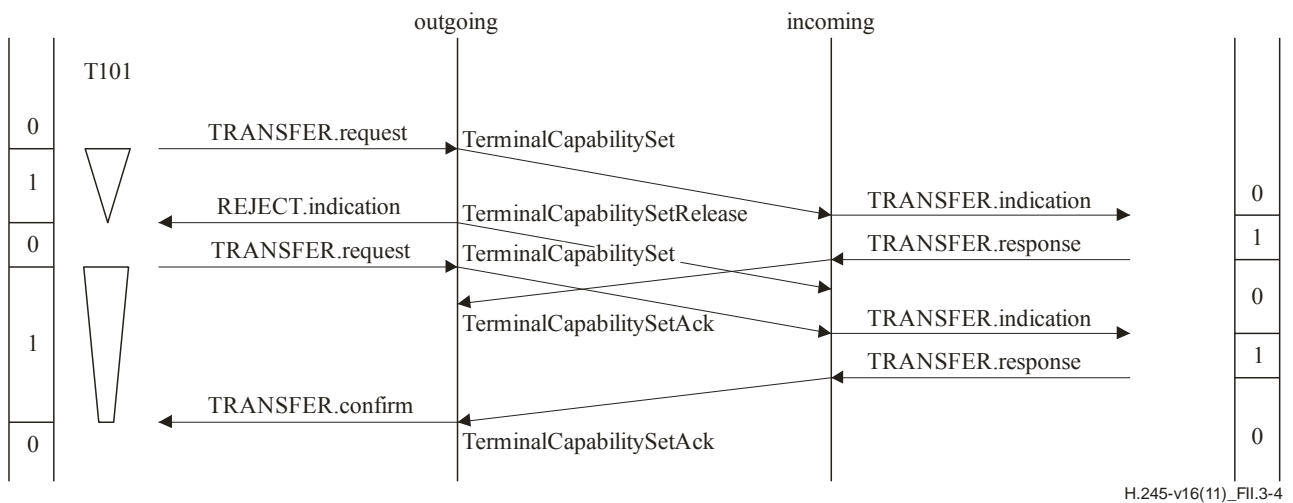 outgoing incoming
T101
0 TRANSFER.request TerminalCapabilitySet
1 REJECT.indication TerminalCapabilitySetRelease TRANSFER.indication 0
0 TRANSFER.request TerminalCapabilitySet TRANSFER.response 1
TerminalCapabilitySetAck TRANSFER.indication 0
1 TRANSFER.response 1
TRANSFER.confirm
0 TerminalCapabilitySetAck 0
H.245-v16(11)_FII.3-4